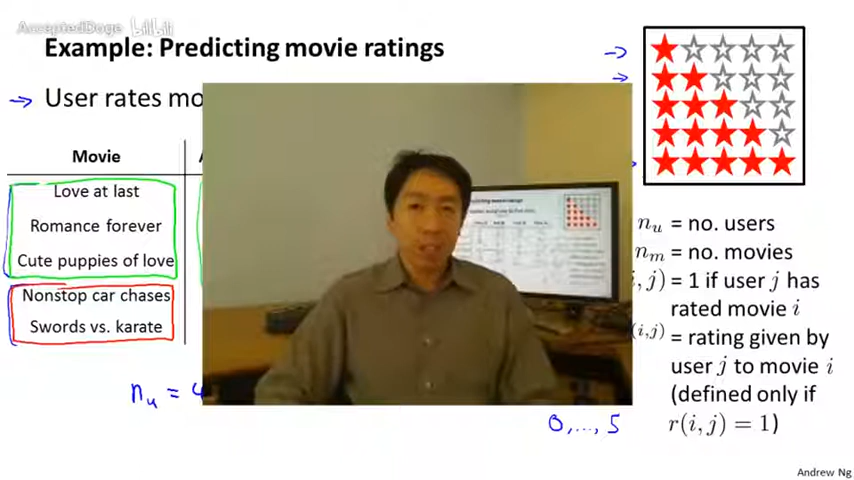 AcceptedDoge bilibili
Example: Predicting movie ratings
→ User rates mo
Movie
Love at last
Romance forever
Cute puppies of love
Nonstop car chases
Swords vs. karate
n_u = 4
0,...,5
n_u = no. users
n_m = no. movies
, j) = 1 if user j has
rated movie i
(i,j) = rating given by
user j to movie i
(defined only if
r(i, j) = 1)
Andrew Ng